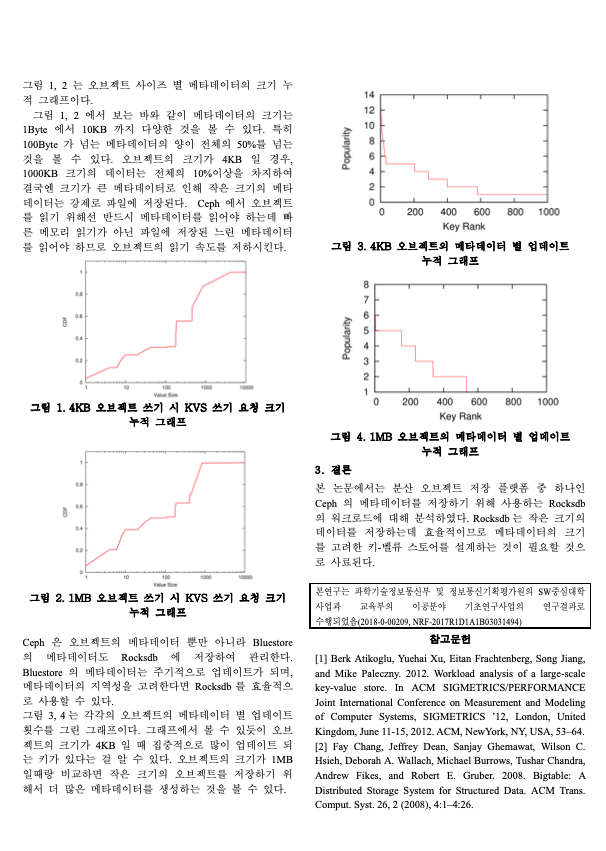 그림 1, 2 는 오브젝트 사이즈 별 메타데이터의 크기 누
적 그래프이다.
그림 1, 2 에서 보는 바와 같이 메타데이터의 크기는
1Byte 에서 10KB 까지 다양한 것을 볼 수 있다. 특히
100Byte 가 넘는 메타데이터의 양이 전체의 50%를 넘는
것을 볼 수 있다. 오브젝트의 크기가 4KB 일 경우,
1000KB 크기의 데이터는 전체의 10%이상을 차지하여
결국엔 크기가 큰 메타데이터로 인해 작은 크기의 메타
데이터는 강제로 파일에 저장된다. Ceph 에서 오브젝트
를 읽기 위해선 반드시 메타데이터를 읽어야 하는데 빠
른 메모리 읽기가 아닌 파일에 저장된 느린 메타데이터
를 읽어야 하므로 오브젝트의 읽기 속도를 저하시킨다.
CDF
1
0.8
0.6
0.4
0.2
0
1 10 100 1000 10000
Value Size
그림 1. 4KB 오브젝트 쓰기 시 KVS 쓰기 요청 크기
누적 그래프
CDF
1
0.8
0.6
0.4
0.2
0
1 10 100 1000 10000
Value Size
그림 2. 1MB 오브젝트 쓰기 시 KVS 쓰기 요청 크기
누적 그래프
Ceph 은 오브젝트의 메타데이터 뿐만 아니라 Bluestore
의 메타데이터도 Rocksdb 에 저장하여 관리한다.
Bluestore 의 메타데이터는 주기적으로 업데이트가 되며,
메타데이터의 지역성을 고려한다면 Rocksdb 를 효율적으
로 사용할 수 있다.
그림 3, 4 는 각각의 오브젝트의 메타데이터 별 업데이트
횟수를 그린 그래프이다. 그래프에서 볼 수 있듯이 오브
젝트의 크기가 4KB 일 때 집중적으로 많이 업데이트 되
는 키가 있다는 걸 알 수 있다. 오브젝트의 크기가 1MB
일때랑 비교하면 작은 크기의 오브젝트를 저장하기 위
해서 더 많은 메타데이터를 생성하는 것을 볼 수 있다.
Popularity
14
12
10
8
6
4
2
0
0 200 400 600 800 1000
Key Rank
그림 3. 4KB 오브젝트의 메타데이터 별 업데이트
누적 그래프
Popularity
8
7
6
5
4
3
2
1
0 200 400 600 800 1000
Key Rank
그림 4. 1MB 오브젝트의 메타데이터 별 업데이트
누적 그래프
3. 결론
본 논문에서는 분산 오브젝트 저장 플랫폼 중 하나인
Ceph 의 메타데이터를 저장하기 위해 사용하는 Rocksdb
의 워크로드에 대해 분석하였다. Rocksdb 는 작은 크기의
데이터를 저장하는데 효율적이므로 메타데이터의 크기
를 고려한 키-밸류 스토어를 설계하는 것이 필요할 것으
로 사료된다.
본연구는 과학기술정보통신부 및 정보통신기획평가원의 SW중심대학
사업과 교육부의 이공분야 기초연구사업의 연구결과로
수행되었음(2018-0-00209, NRF-2017R1D1A1B03031494)
참고문헌
[1] Berk Atikoglu, Yuehai Xu, Eitan Frachtenberg, Song Jiang,
and Mike Paleczny. 2012. Workload analysis of a large-scale
key-value store. In ACM SIGMETRICS/PERFORMANCE
Joint International Conference on Measurement and Modeling
of Computer Systems, SIGMETRICS ’12, London, United
Kingdom, June 11-15, 2012. ACM, NewYork, NY, USA, 53–64.
[2] Fay Chang, Jeffrey Dean, Sanjay Ghemawat, Wilson C.
Hsieh, Deborah A. Wallach, Michael Burrows, Tushar Chandra,
Andrew Fikes, and Robert E. Gruber. 2008. Bigtable: A
Distributed Storage System for Structured Data. ACM Trans.
Comput. Syst. 26, 2 (2008), 4:1–4:26.